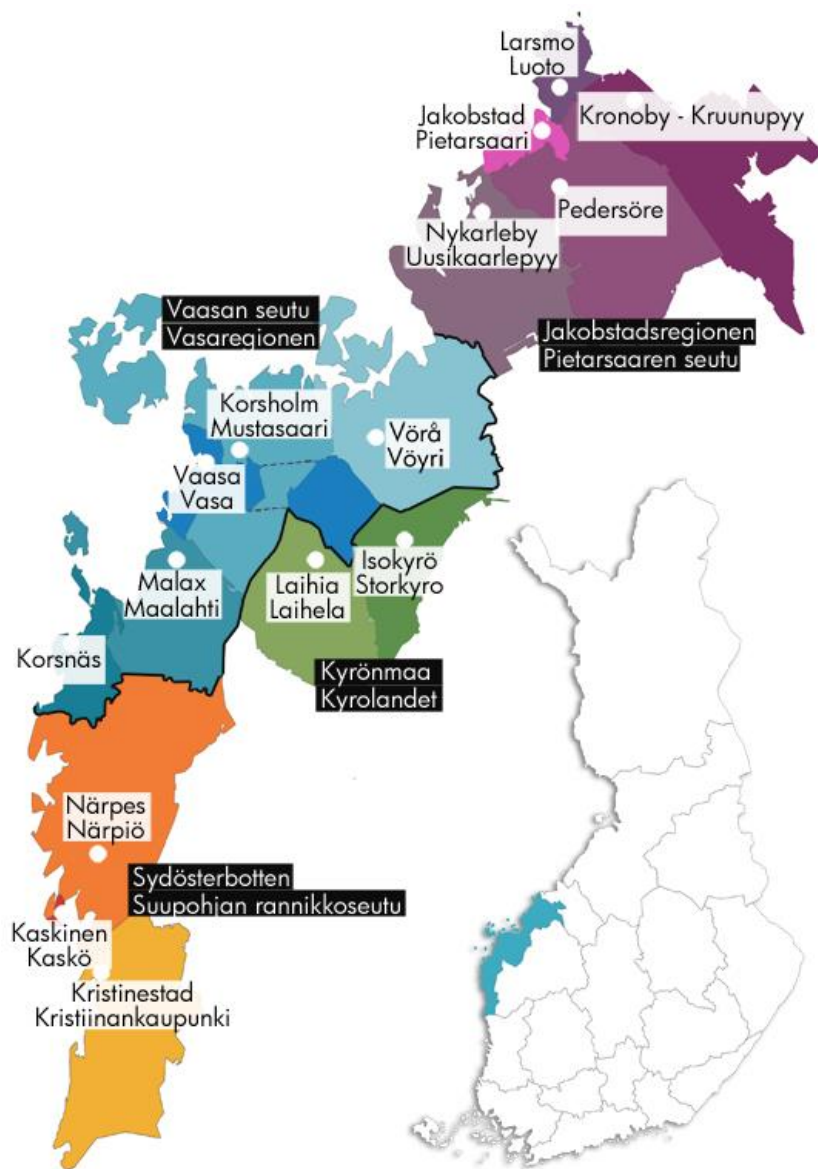 Larsmo
Luoto
Jakobstad
Pietarsaari
Kronoby - Kruunupyy
Pedersöre
Nykarleby
Uusikaarlepyy
Jakobstadsregionen
Pietarsaaren seutu
Vaasan seutu
Vasaregionen
Korsholm
Mustasaari
Vörå
Vöyri
Vaasa
Vasa
Isokyrö
Storkyro
Laihia
Laihela
Malax
Maalahti
Korsnäs
Kyrönmaa
Kyrolandet
Närpes
Närpiö
Sydösterbotten
Suupohjan rannikkoseutu
Kaskinen
Kaskö
Kristinestad
Kristiinankaupunki